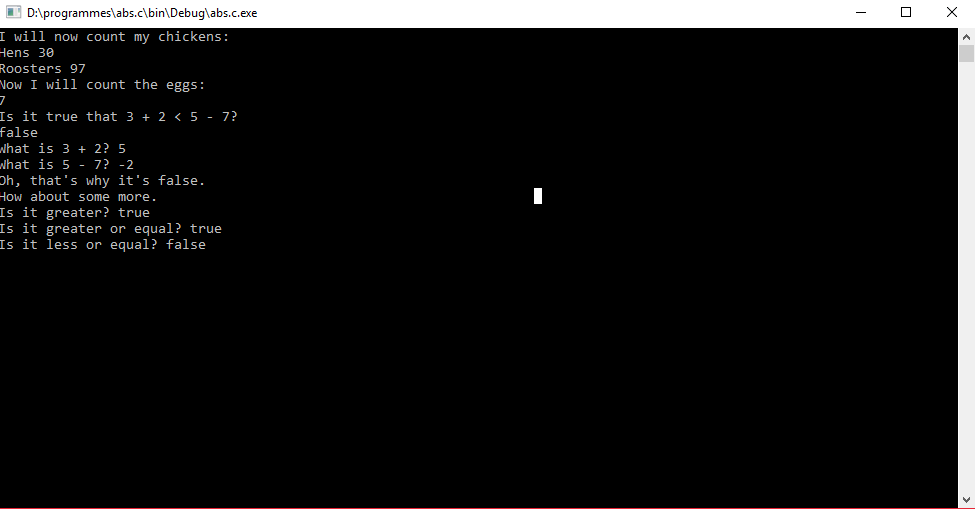 D:\programmes\abs.c\bin\Debug\abs.c.exe
I will now count my chickens:
Hens 30
Roosters 97
Now I will count the eggs:
7
Is it true that 3 + 2 < 5 - 7?
false
What is 3 + 2? 5
What is 5 - 7? -2
Oh, that's why it's false.
How about some more.
Is it greater? true
Is it greater or equal? true
Is it less or equal? false